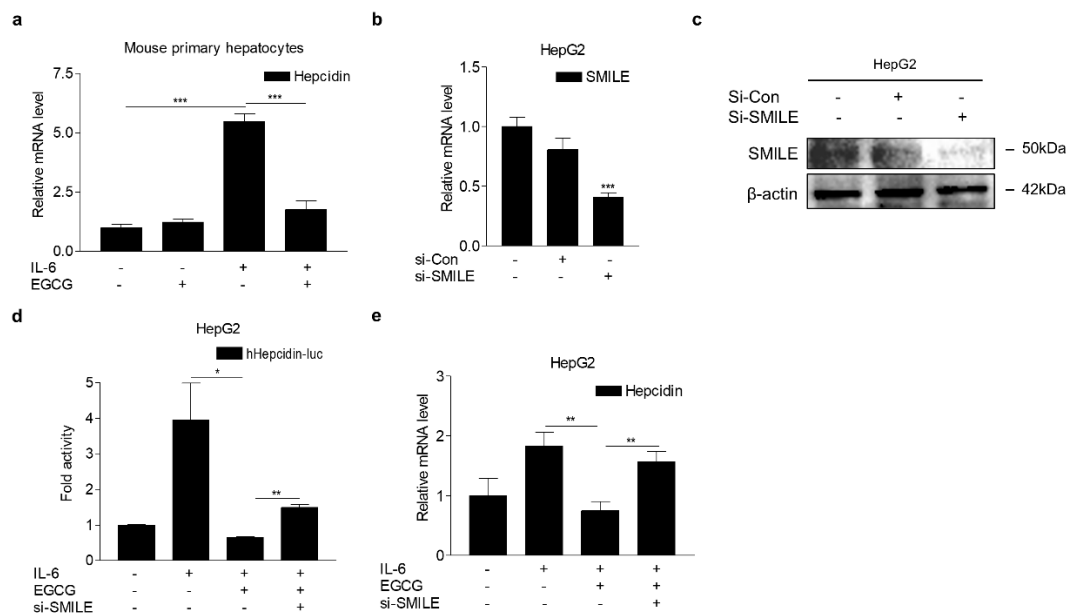 a
Mouse primary hepatocytes
Hepcidin
Relative mRNA level
7.5
5.0
2.5
0.0
*** ***
IL-6 - - + +
EGCG - + - +
b
HepG2
SMILE
Relative mRNA level
1.5
1.0
0.5
0.0
***
si-Con - + -
si-SMILE - - +
c
HepG2
Si-Con - + -
Si-SMILE - - +
SMILE – 50kDa
β-actin – 42kDa
d
HepG2
hHepcidin-luc
Fold activity
5
4
3
2
1
0
*
**
IL-6 - + + +
EGCG - - + +
si-SMILE - - - +
e
HepG2
Hepcidin
Relative mRNA level
3
2
1
0
**
**
IL-6 - + + +
EGCG - - + +
si-SMILE - - - +